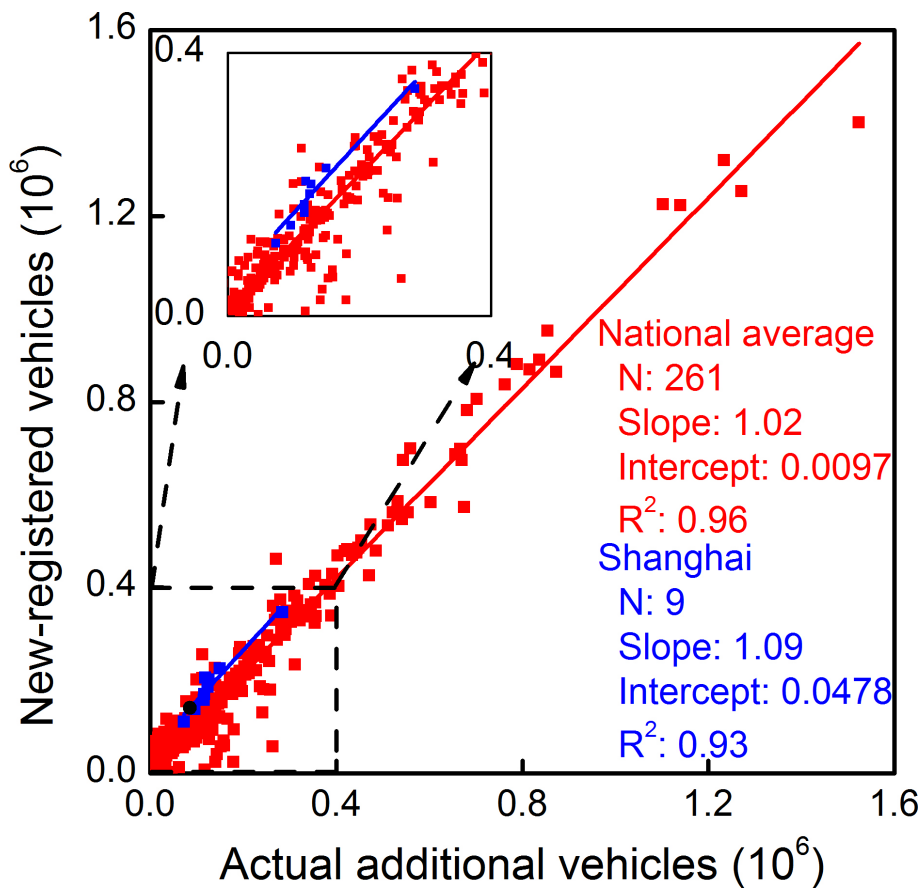 1.6
1.2
0.8
0.4
0.0
New-registered vehicles (10⁶)
0.4
0.0
0.0
0.4
National average
N: 261
Slope: 1.02
Intercept: 0.0097
R²: 0.96
Shanghai
N: 9
Slope: 1.09
Intercept: 0.0478
R²: 0.93
0.0
0.4
0.8
1.2
1.6
Actual additional vehicles (10⁶)